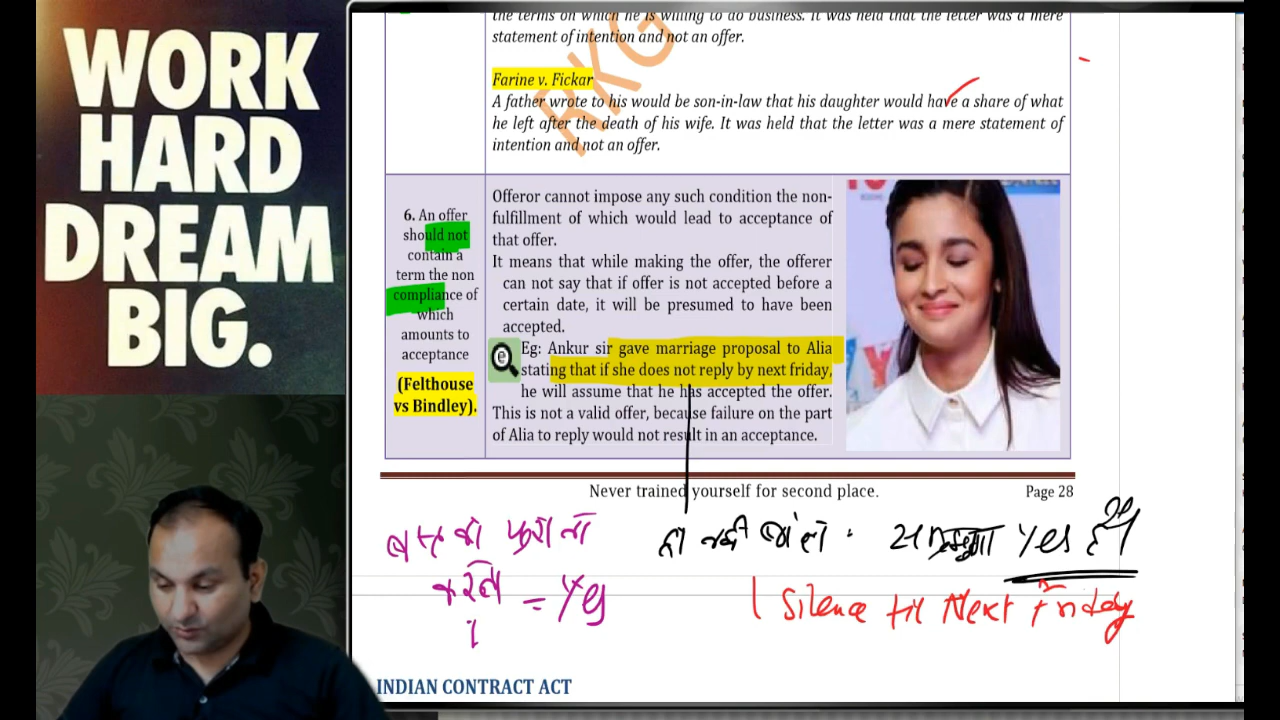 WORK
HARD
DREAM
BIG.
the terms on which he is willing to do business. It was held that the letter was a mere
statement of intention and not an offer.
Farine v. Fickar
A father wrote to his would be son-in-law that his daughter would have a share of what
he left after the death of his wife. It was held that the letter was a mere statement of
intention and not an offer.
RKG
6. An offer
should not
contain a
term the non
compliance of
which
amounts to
acceptance
(Felthouse
vs Bindley).
Offeror cannot impose any such condition the non-
fulfillment of which would lead to acceptance of
that offer.
It means that while making the offer, the offerer
can not say that if offer is not accepted before a
certain date, it will be presumed to have been
accepted.
Eg: Ankur sir gave marriage proposal to Alia
stating that if she does not reply by next friday,
he will assume that he has accepted the offer.
This is not a valid offer, because failure on the part
of Alia to reply would not result in an acceptance.
Never trained yourself for second place.
Page 28
ना नही बोला. yes है
= Yes
Silence till Next Friday
INDIAN CONTRACT ACT